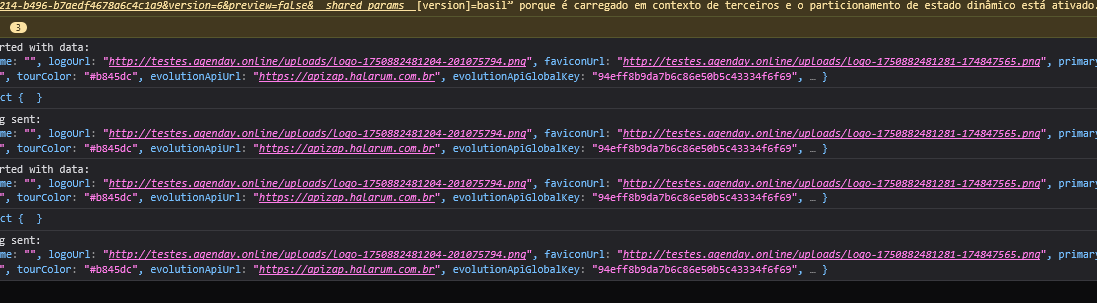 214-b496-b7aedf4678a6c4c1a9&version=6&preview=false&__shared_params__[version]=basil” porque é carregado em contexto de terceiros e o particionamento de estado dinâmico está ativado.
3
rted with data:
me: "", logoUrl: "http://testes.agenday.online/uploads/logo-1750882481204-201075794.png", faviconUrl: "http://testes.agenday.online/uploads/logo-1750882481281-174847565.png", primary
", tourColor: "#b845dc", evolutionApiUrl: "https://apizap.halarum.com.br", evolutionApiGlobalKey: "94eff8b9da7b6c86e50b5c43334f6f69", … }
ct {  }
g sent:
me: "", logoUrl: "http://testes.agenday.online/uploads/logo-1750882481204-201075794.png", faviconUrl: "http://testes.agenday.online/uploads/logo-1750882481281-174847565.png", primary
", tourColor: "#b845dc", evolutionApiUrl: "https://apizap.halarum.com.br", evolutionApiGlobalKey: "94eff8b9da7b6c86e50b5c43334f6f69", … }
rted with data:
me: "", logoUrl: "http://testes.agenday.online/uploads/logo-1750882481204-201075794.png", faviconUrl: "http://testes.agenday.online/uploads/logo-1750882481281-174847565.png", primary
", tourColor: "#b845dc", evolutionApiUrl: "https://apizap.halarum.com.br", evolutionApiGlobalKey: "94eff8b9da7b6c86e50b5c43334f6f69", … }
ct {  }
g sent:
me: "", logoUrl: "http://testes.agenday.online/uploads/logo-1750882481204-201075794.png", faviconUrl: "http://testes.agenday.online/uploads/logo-1750882481281-174847565.png", primary
", tourColor: "#b845dc", evolutionApiUrl: "https://apizap.halarum.com.br", evolutionApiGlobalKey: "94eff8b9da7b6c86e50b5c43334f6f69", … }